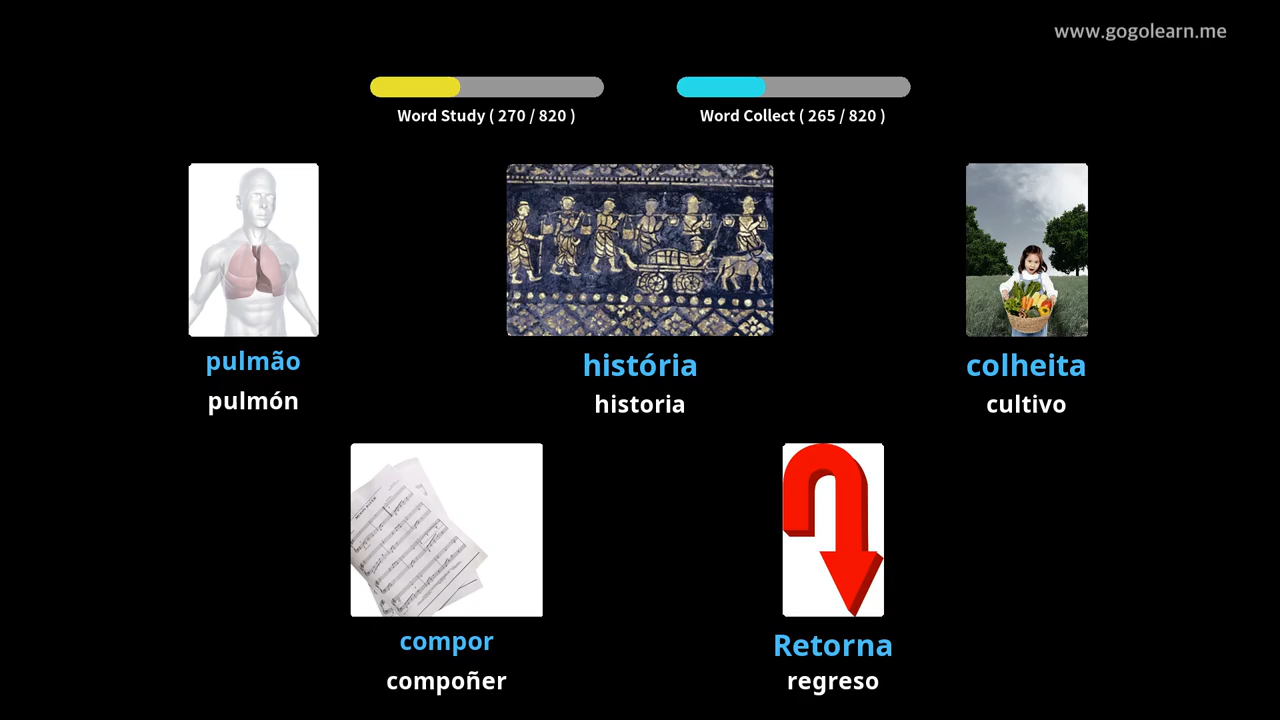 www.gogolearn.me
Word Study ( 270 / 820 )
Word Collect ( 265 / 820 )
pulmão
pulmón
história
historia
colheita
cultivo
compor
compoñer
Retorna
regreso